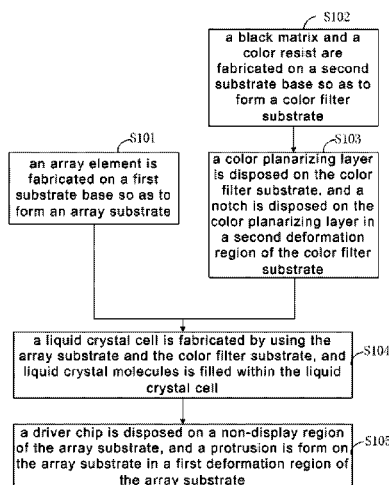 S102
a black matrix and a
color resist are
fabricated on a second
substrate base so as to
form a color filter
substrate
S101
an array element is
fabricated on a first
substrate base so as to
form an array substrate
S103
a color planarizing layer
is disposed on the color
filter substrate, and a
notch is disposed on the
color planarizing layer in
a second deformation
region of the color filter
substrate
a liquid crystal cell is fabricated by using the
array substrate and the color filter substrate, and
liquid crystal molecules is filled within the liquid
crystal cell
S104
a driver chip is disposed on a non-display region
of the array substrate, and a protrusion is form on
the array substrate in a first deformation region of
the array substrate
S105